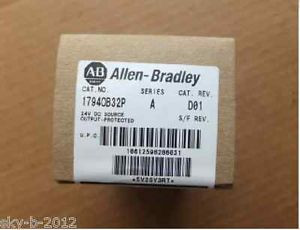 AB Allen-Bradley
CAT.NO. SERIES CAT. REV.
1794OB32P A D01
24V DC SOURCE
OUTPUT-PROTECTED S/F REV.
U.P.C.
10612598286031
*5V26V3RT*
sky-b-2012